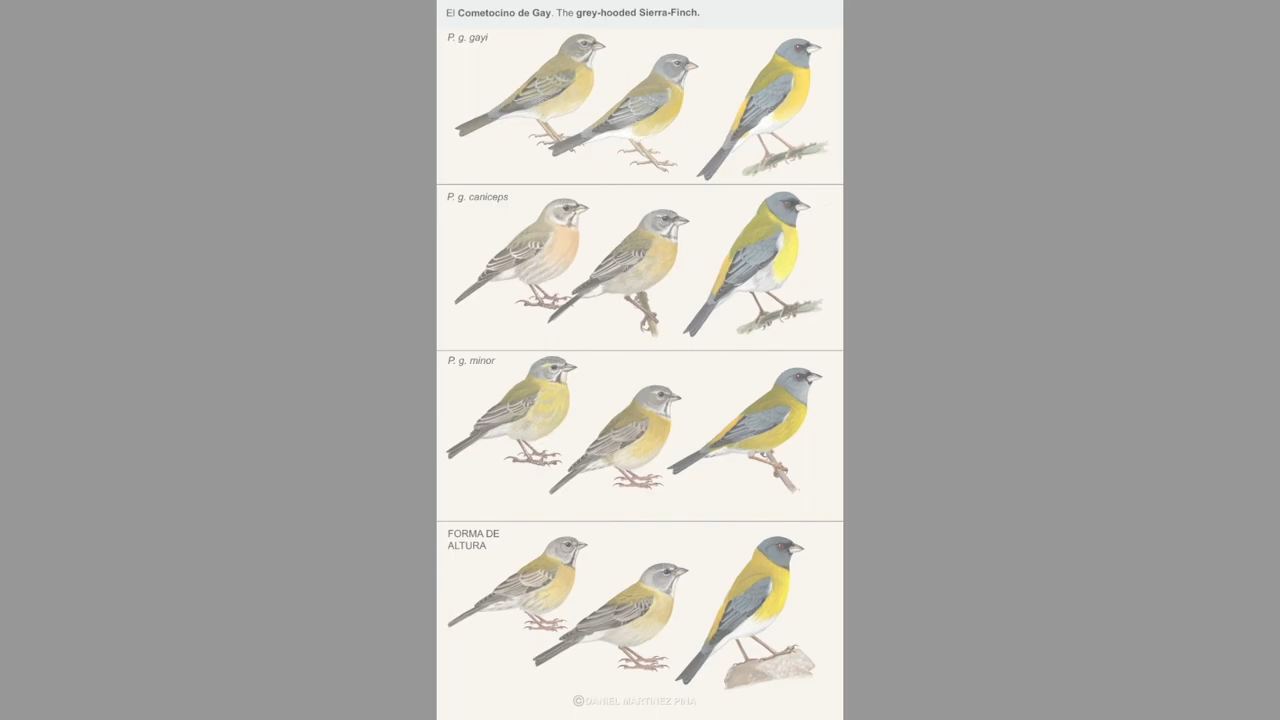 El Cometocino de Gay. The grey-hooded Sierra-Finch.
P. g. gayi
P. g. caniceps
P. g. minor
FORMA DE
ALTURA
©DANIEL MARTINEZ PIÑA